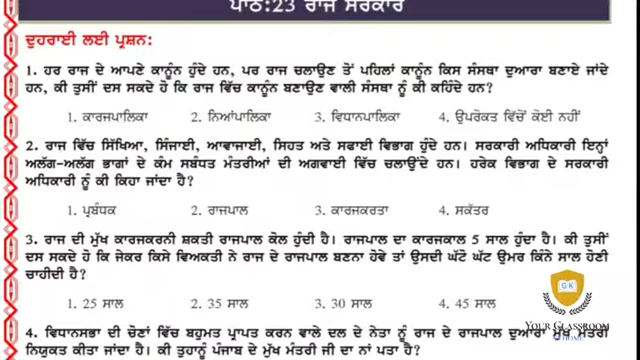 ਪਾਠ:23 ਰਾਜ ਸਰਕਾਰ
ਦੁਹਰਾਈ ਲਈ ਪ੍ਰਸ਼ਨ:
1. ਹਰ ਰਾਜ ਦੇ ਆਪਣੇ ਕਾਨੂੰਨ ਹੁੰਦੇ ਹਨ, ਪਰ ਰਾਜ ਚਲਾਉਣ ਤੋਂ ਪਹਿਲਾਂ ਕਾਨੂੰਨ ਕਿਸ ਸੰਸਥਾ ਦੁਆਰਾ ਬਣਾਏ ਜਾਂਦੇ
ਹਨ, ਕੀ ਤੁਸੀਂ ਦਸ ਸਕਦੇ ਹੋ ਕਿ ਰਾਜ ਵਿੱਚ ਕਾਨੂੰਨ ਬਣਾਉਣ ਵਾਲੀ ਸੰਸਥਾ ਨੂੰ ਕੀ ਕਹਿੰਦੇ ਹਨ?
1. ਕਾਰਜਪਾਲਿਕਾ 2. ਨਿਆਂਪਾਲਿਕਾ 3. ਵਿਧਾਨਪਾਲਿਕਾ 4. ਉਪਰੋਕਤ ਵਿੱਚੋਂ ਕੋਈ ਨਹੀਂ
2. ਰਾਜ ਵਿੱਚ ਸਿੱਖਿਆ, ਸਿੰਜਾਈ, ਆਵਾਜਾਈ, ਸਿਹਤ ਅਤੇ ਸਫਾਈ ਵਿਭਾਗ ਹੁੰਦੇ ਹਨ। ਸਰਕਾਰੀ ਅਧਿਕਾਰੀ ਇਨ੍ਹਾਂ
ਅਲੱਗ-ਅਲੱਗ ਭਾਗਾਂ ਦੇ ਕੰਮ ਸਬੰਧਤ ਮੰਤਰੀਆਂ ਦੀ ਅਗਵਾਈ ਵਿੱਚ ਚਲਾਉਂਦੇ ਹਨ। ਹਰੇਕ ਵਿਭਾਗ ਦੇ ਸਰਕਾਰੀ
ਅਧਿਕਾਰੀ ਨੂੰ ਕੀ ਕਿਹਾ ਜਾਂਦਾ ਹੈ?
1. ਪ੍ਰਬੰਧਕ 2. ਰਾਜਪਾਲ 3. ਕਾਰਜਕਰਤਾ 4. ਸਕੱਤਰ
3. ਰਾਜ ਦੀ ਮੁੱਖ ਕਾਰਜਕਰਨੀ ਸ਼ਕਤੀ ਰਾਜਪਾਲ ਕੋਲ ਹੁੰਦੀ ਹੈ। ਰਾਜਪਾਲ ਦਾ ਕਾਰਜਕਾਲ 5 ਸਾਲ ਹੁੰਦਾ ਹੈ। ਕੀ ਤੁਸੀਂ
ਦਸ ਸਕਦੇ ਹੋ ਕਿ ਜੇਕਰ ਕਿਸੇ ਵਿਅਕਤੀ ਨੇ ਰਾਜ ਦੇ ਰਾਜਪਾਲ ਬਣਨਾ ਹੋਵੇ ਤਾਂ ਉਸਦੀ ਘੱਟੋ ਘੱਟ ਉਮਰ ਕਿੰਨੇ ਸਾਲ ਹੋਣੀ
ਚਾਹੀਦੀ ਹੈ?
1. 25 ਸਾਲ 2. 35 ਸਾਲ 3. 30 ਸਾਲ 4. 45 ਸਾਲ
GK
YOUR CLASSROOM
@HOME
4. ਵਿਧਾਨਸਭਾ ਦੀ ਚੋਣਾਂ ਵਿੱਚ ਬਹੁਮਤ ਪ੍ਰਾਪਤ ਕਰਨ ਵਾਲੇ ਦਲ ਦੇ ਨੇਤਾ ਨੂੰ ਰਾਜ ਦੇ ਰਾਜਪਾਲ ਦੁਆਰਾ ਮੁੱਖ ਮੰਤਰੀ
ਨਿਯੁਕਤ ਕੀਤਾ ਜਾਂਦਾ ਹੈ। ਕੀ ਤੁਹਾਨੂੰ ਪੰਜਾਬ ਦੇ ਮੁੱਖ ਮੰਤਰੀ ਜੀ ਦਾ ਨਾਂ ਪਤਾ ਹੈ?